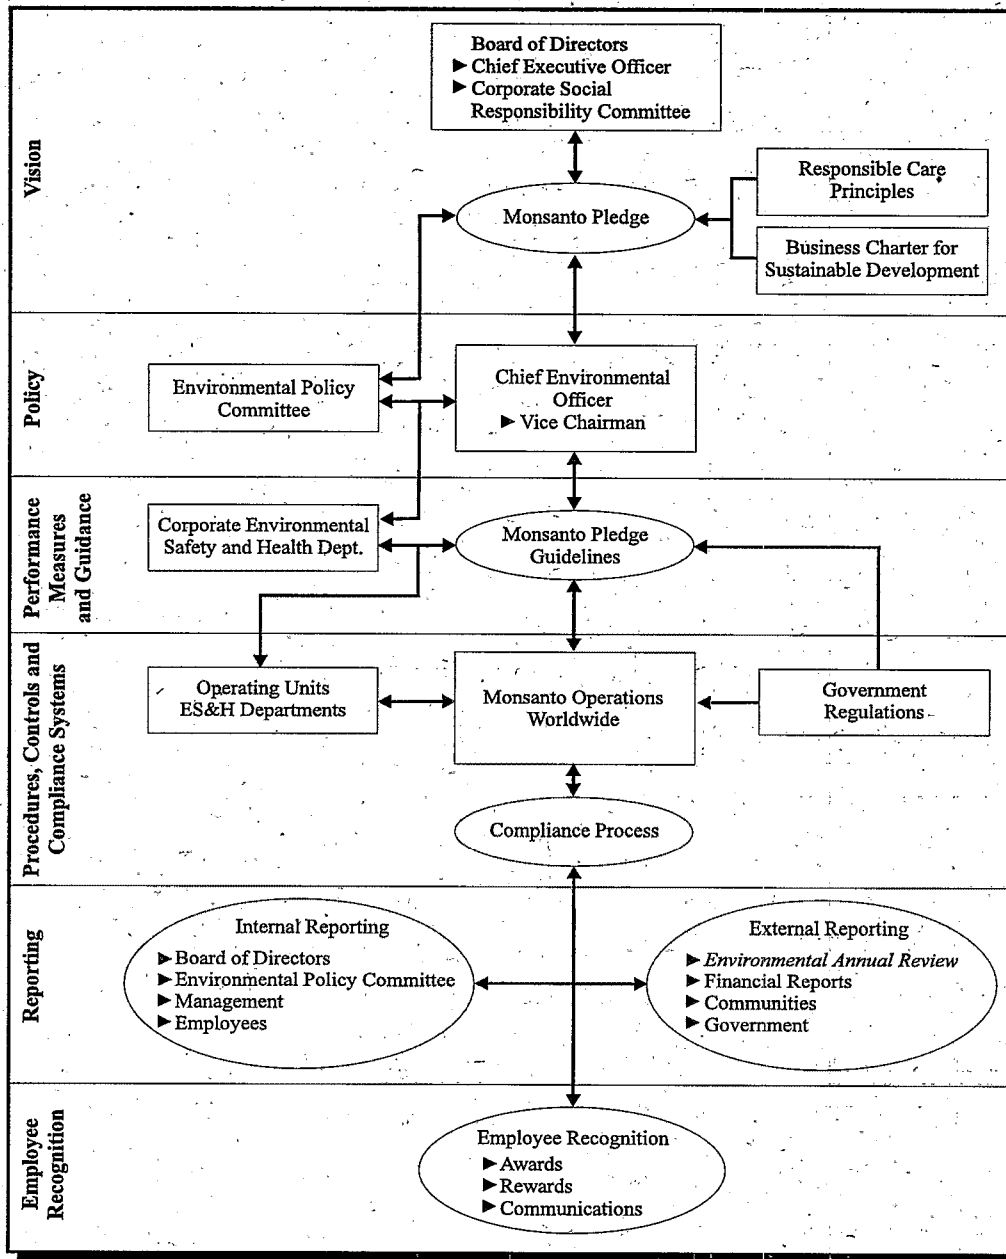 Vision
Board of Directors
► Chief Executive Officer
► Corporate Social
Responsibility Committee
Monsanto Pledge
Responsible Care
Principles
Business Charter for
Sustainable Development
Policy
Environmental Policy
Committee
Chief Environmental
Officer
► Vice Chairman
Performance
Measures
and Guidance
Corporate Environmental
Safety and Health Dept.
Monsanto Pledge
Guidelines
Procedures, Controls and
Compliance Systems
Operating Units
ES&H Departments
Monsanto Operations
Worldwide
Government
Regulations
Compliance Process
Reporting
Internal Reporting
► Board of Directors
► Environmental Policy Committee
► Management
► Employees
External Reporting
► Environmental Annual Review
► Financial Reports
► Communities
► Government
Employee
Recognition
Employee Recognition
► Awards
► Rewards
► Communications